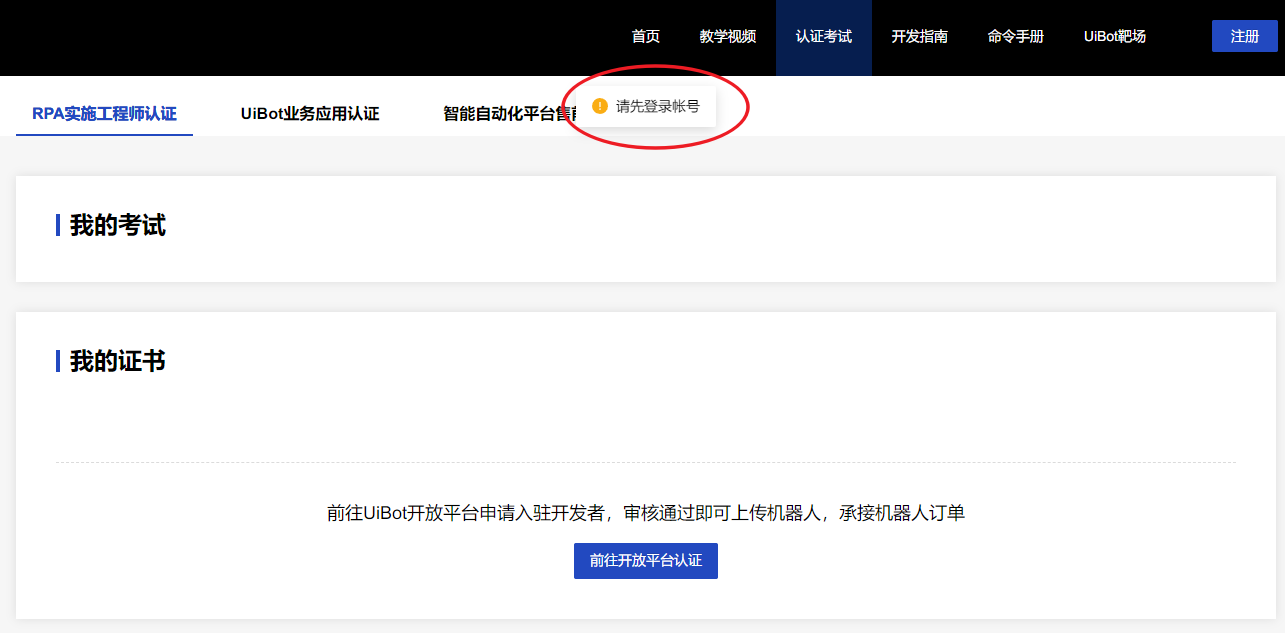 首页 教学视频 认证考试 开发指南 命令手册 UiBot靶场 注册
RPA实施工程师认证 UiBot业务应用认证 智能自动化平台售 请先登录帐号
我的考试
我的证书
前往UiBot开放平台申请入驻开发者，审核通过即可上传机器人，承接机器人订单
前往开放平台认证